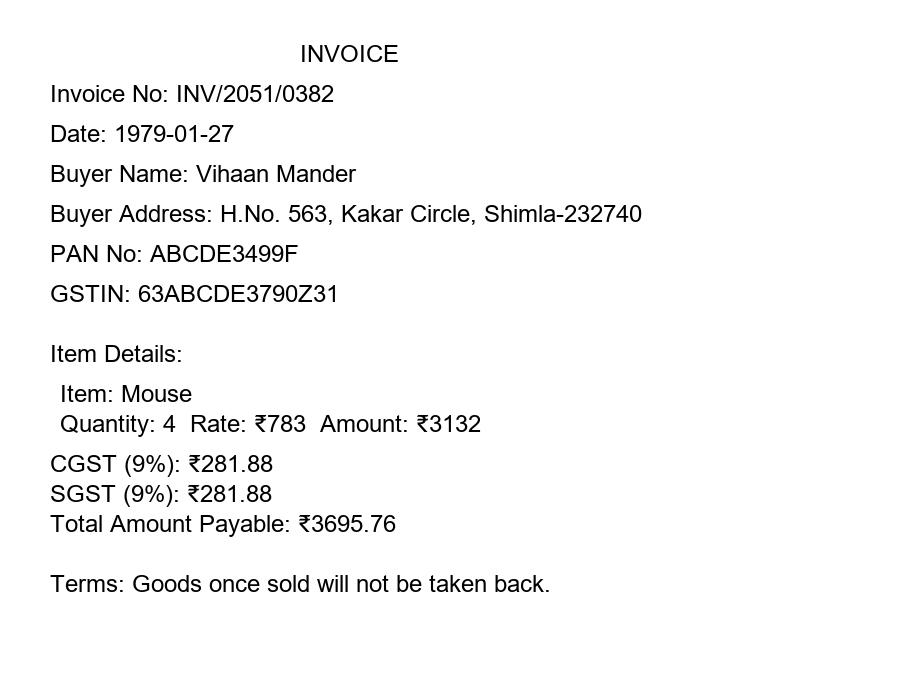 INVOICE
Invoice No: INV/2051/0382
Date: 1979-01-27
Buyer Name: Vihaan Mander
Buyer Address: H.No. 563, Kakar Circle, Shimla-232740
PAN No: ABCDE3499F
GSTIN: 63ABCDE3790Z31
Item Details:
Item: Mouse
Quantity: 4  Rate: ₹783  Amount: ₹3132
CGST (9%): ₹281.88
SGST (9%): ₹281.88
Total Amount Payable: ₹3695.76
Terms: Goods once sold will not be taken back.